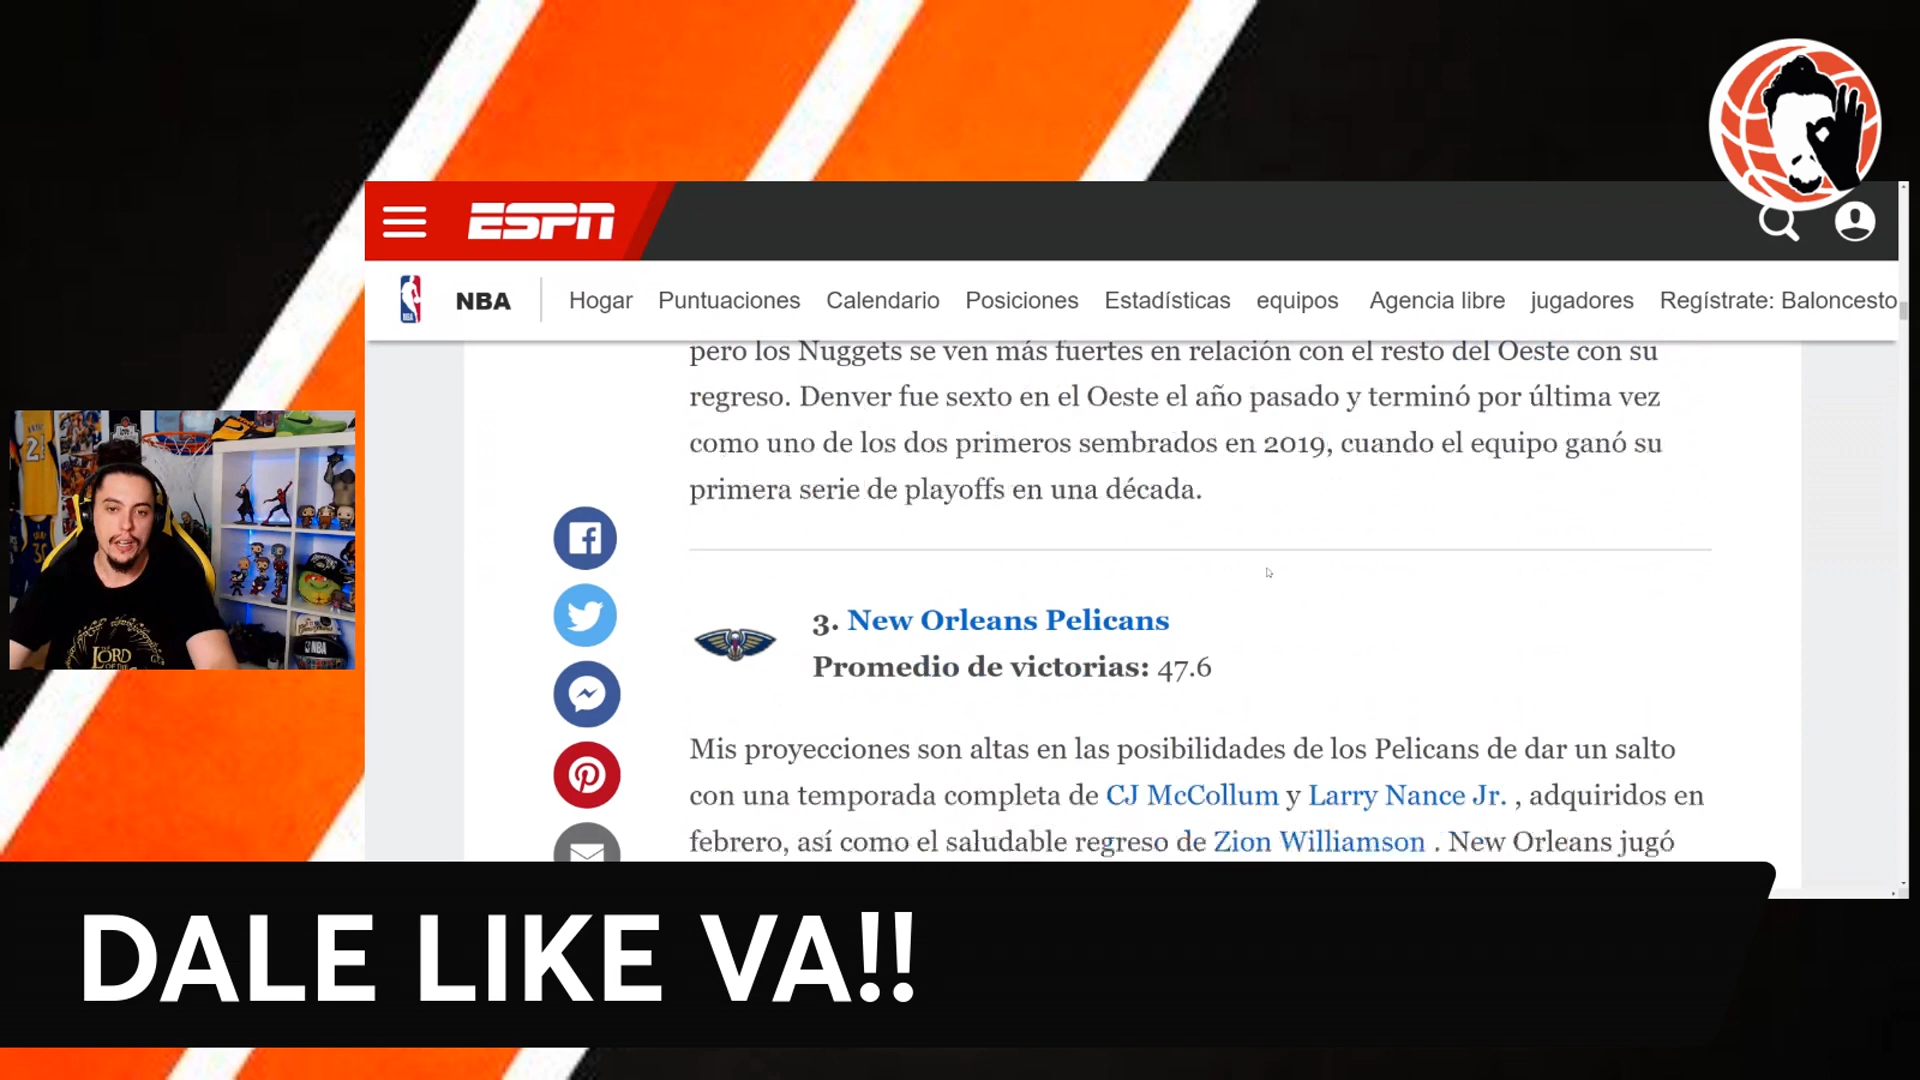 ESPN
NBA Hogar Puntuaciones Calendario Posiciones Estadísticas equipos Agencia libre jugadores Regístrate: Baloncesto
pero los Nuggets se ven más fuertes en relación con el resto del Oeste con su
regreso. Denver fue sexto en el Oeste el año pasado y terminó por última vez
como uno de los dos primeros sembrados en 2019, cuando el equipo ganó su
primera serie de playoffs en una década.
3. New Orleans Pelicans
Promedio de victorias: 47.6
Mis proyecciones son altas en las posibilidades de los Pelicans de dar un salto
con una temporada completa de CJ McCollum y Larry Nance Jr. , adquiridos en
febrero, así como el saludable regreso de Zion Williamson . New Orleans jugó
LORD
NBA
DALE LIKE VA!!